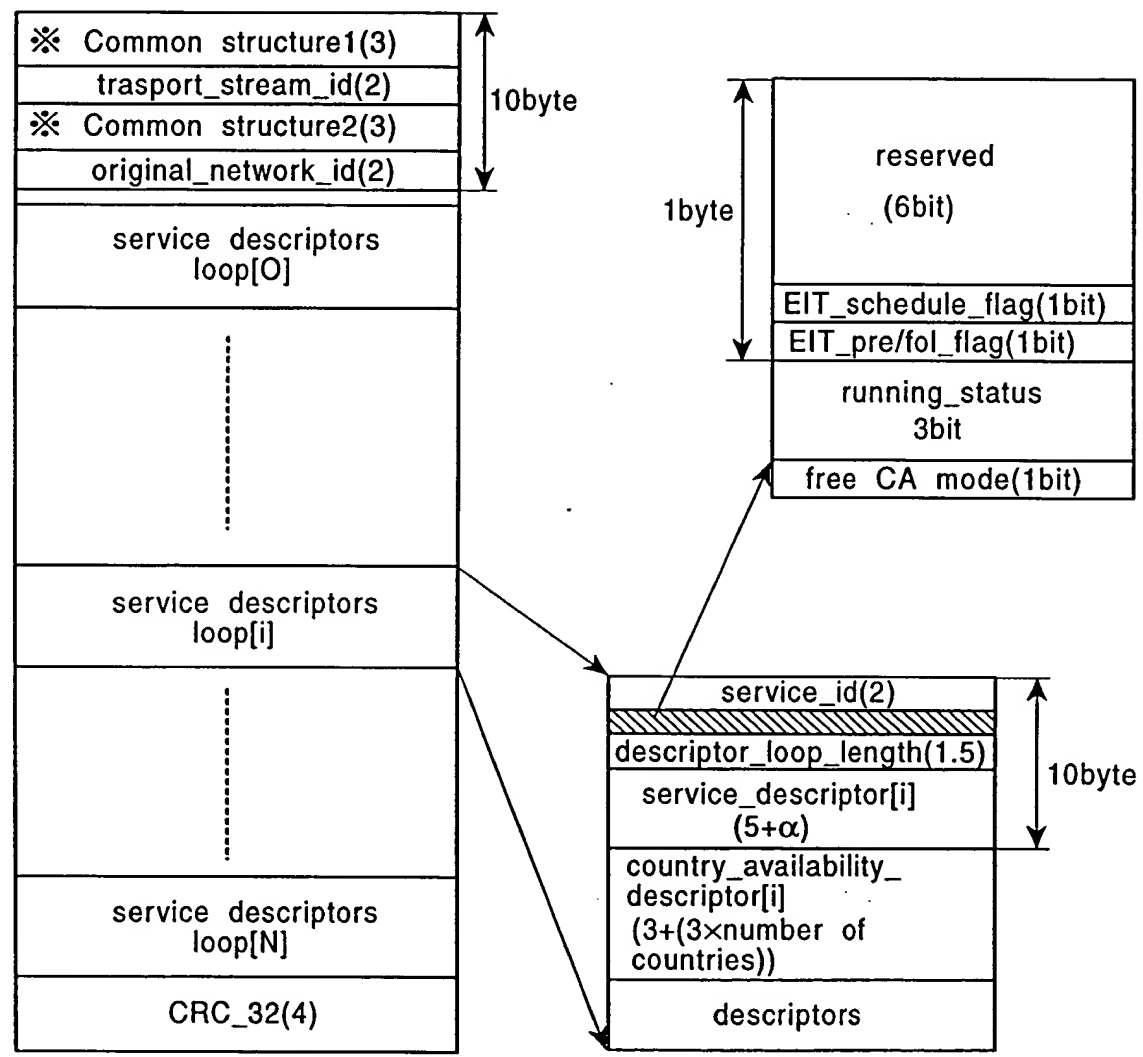 ※ Common structure1(3)
trasport_stream_id(2)
※ Common structure2(3)
original_network_id(2)
10byte
service descriptors
loop[O]
service descriptors
loop[i]
service descriptors
loop[N]
CRC_32(4)
1byte
reserved
(6bit)
EIT_schedule_flag(1bit)
EIT_pre/fol_flag(1bit)
running_status
3bit
free CA mode(1bit)
service_id(2)
descriptor_loop_length(1.5)
service_descriptor[i]
(5+α)
10byte
country_availability_
descriptor[i]
(3+(3×number of
countries))
descriptors